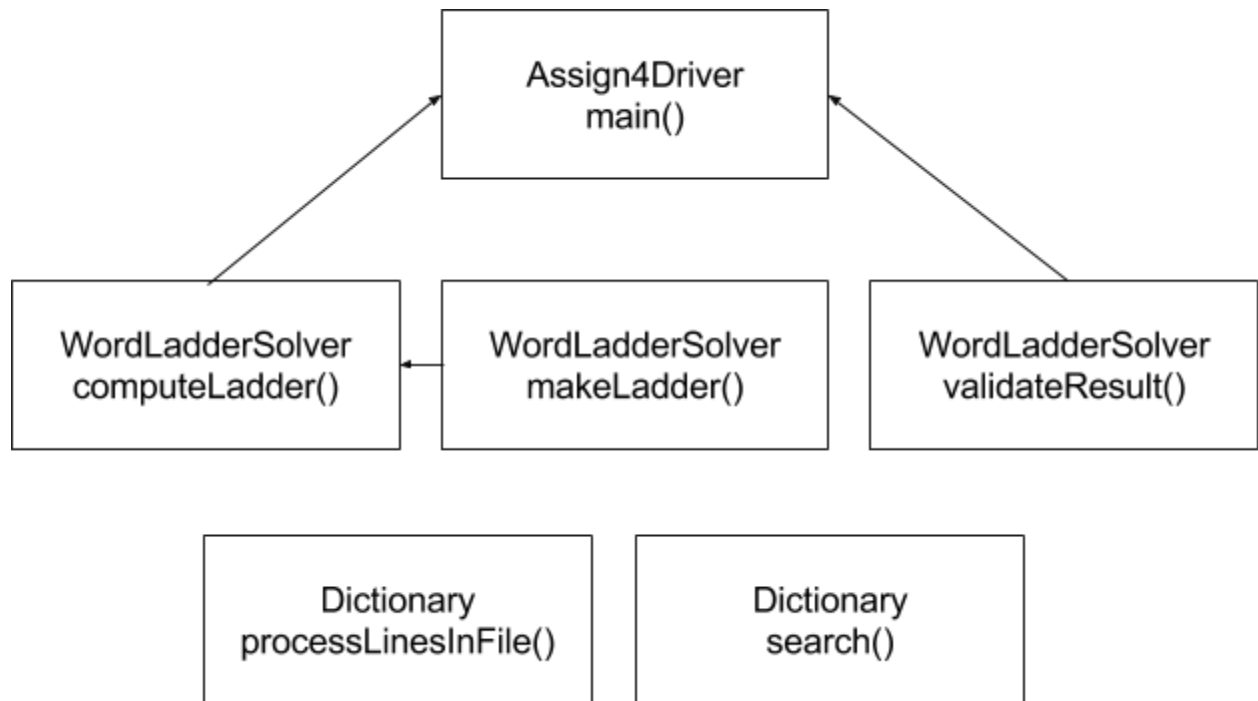 Assign4Driver
main()
WordLadderSolver
computeLadder()
WordLadderSolver
makeLadder()
WordLadderSolver
validateResult()
Dictionary
processLinesInFile()
Dictionary
search()